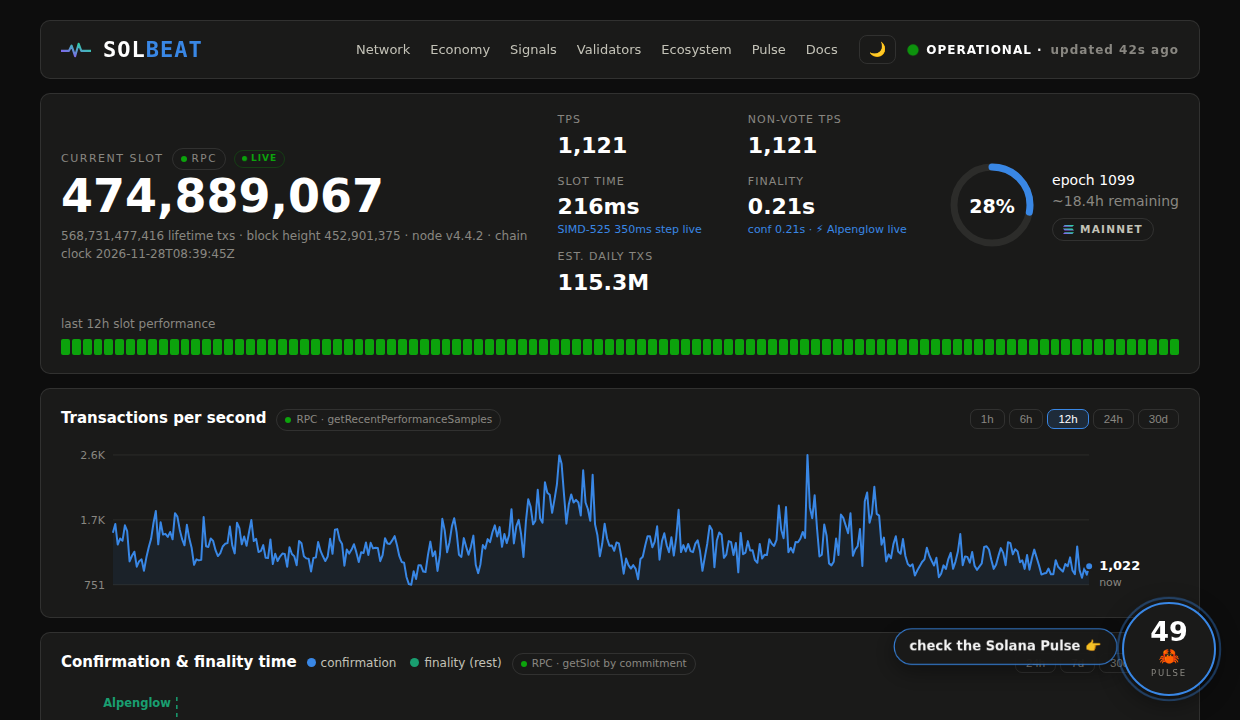 SOLBEAT
Network Economy Signals Validators Ecosystem Pulse Docs 🌙 OPERATIONAL · updated 42s ago
CURRENT SLOT RPC LIVE
474,889,067
568,731,477,416 lifetime txs · block height 452,901,375 · node v4.4.2 · chain
clock 2026-11-28T08:39:45Z
TPS
1,121
NON-VOTE TPS
1,121
SLOT TIME
216ms
SIMD-525 350ms step live
FINALITY
0.21s
conf 0.21s · ⚡ Alpenglow live
EST. DAILY TXS
115.3M
28%
epoch 1099
~18.4h remaining
MAINNET
last 12h slot performance
Transactions per second RPC · getRecentPerformanceSamples
1h 6h 12h 24h 30d
2.6K
1.7K
751
1,022
now
Confirmation & finality time confirmation finality (rest) RPC · getSlot by commitment
Alpenglow
check the Solana Pulse 👉
49
🦀
PULSE